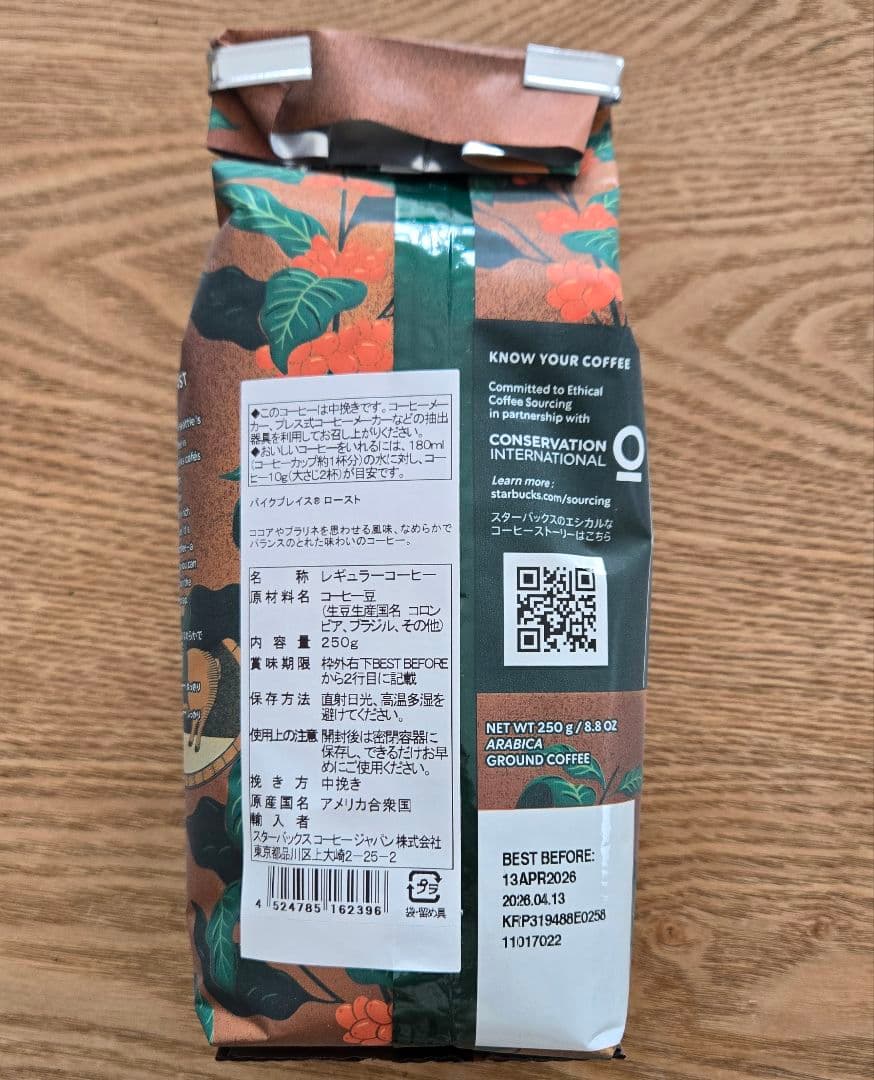 ◆このコーヒーは中挽きです。コーヒーメー
カー、プレス式コーヒーメーカーなどの抽出
器具を利用してお召し上がりください。
◆おいしいコーヒーをいれるには、180ml
(コーヒーカップ約1杯分)の水に対し、コー
ヒー10g(大さじ2杯)が目安です。
パイクプレイス® ロースト
ココアやプラリネを思わせる風味、なめらかで
バランスのとれた味わいのコーヒー。
名 称 レギュラーコーヒー
原材料名 コーヒー豆
(生豆生産国名 コロン
ビア、ブラジル、その他)
内 容 量 250g
賞味期限 枠外右下BEST BEFORE
から2行目に記載
保存方法 直射日光、高温多湿を
避けてください。
使用上の注意 開封後は密閉容器に
保存し、できるだけお早
めにご使用ください。
挽 き 方 中挽き
原産国名 アメリカ合衆国
輸 入 者
スターバックス コーヒー ジャパン 株式会社
東京都品川区上大崎2-25-2
4 524785 162396
プラ
袋・留め具
KNOW YOUR COFFEE
Committed to Ethical
Coffee Sourcing
in partnership with
CONSERVATION
INTERNATIONAL
Learn more:
starbucks.com/sourcing
スターバックスのエシカルな
コーヒーストーリーはこちら
NET WT 250 g / 8.8 OZ
ARABICA
GROUND COFFEE
BEST BEFORE:
13APR2026
2026.04.13
KRP319488E0258
11017022